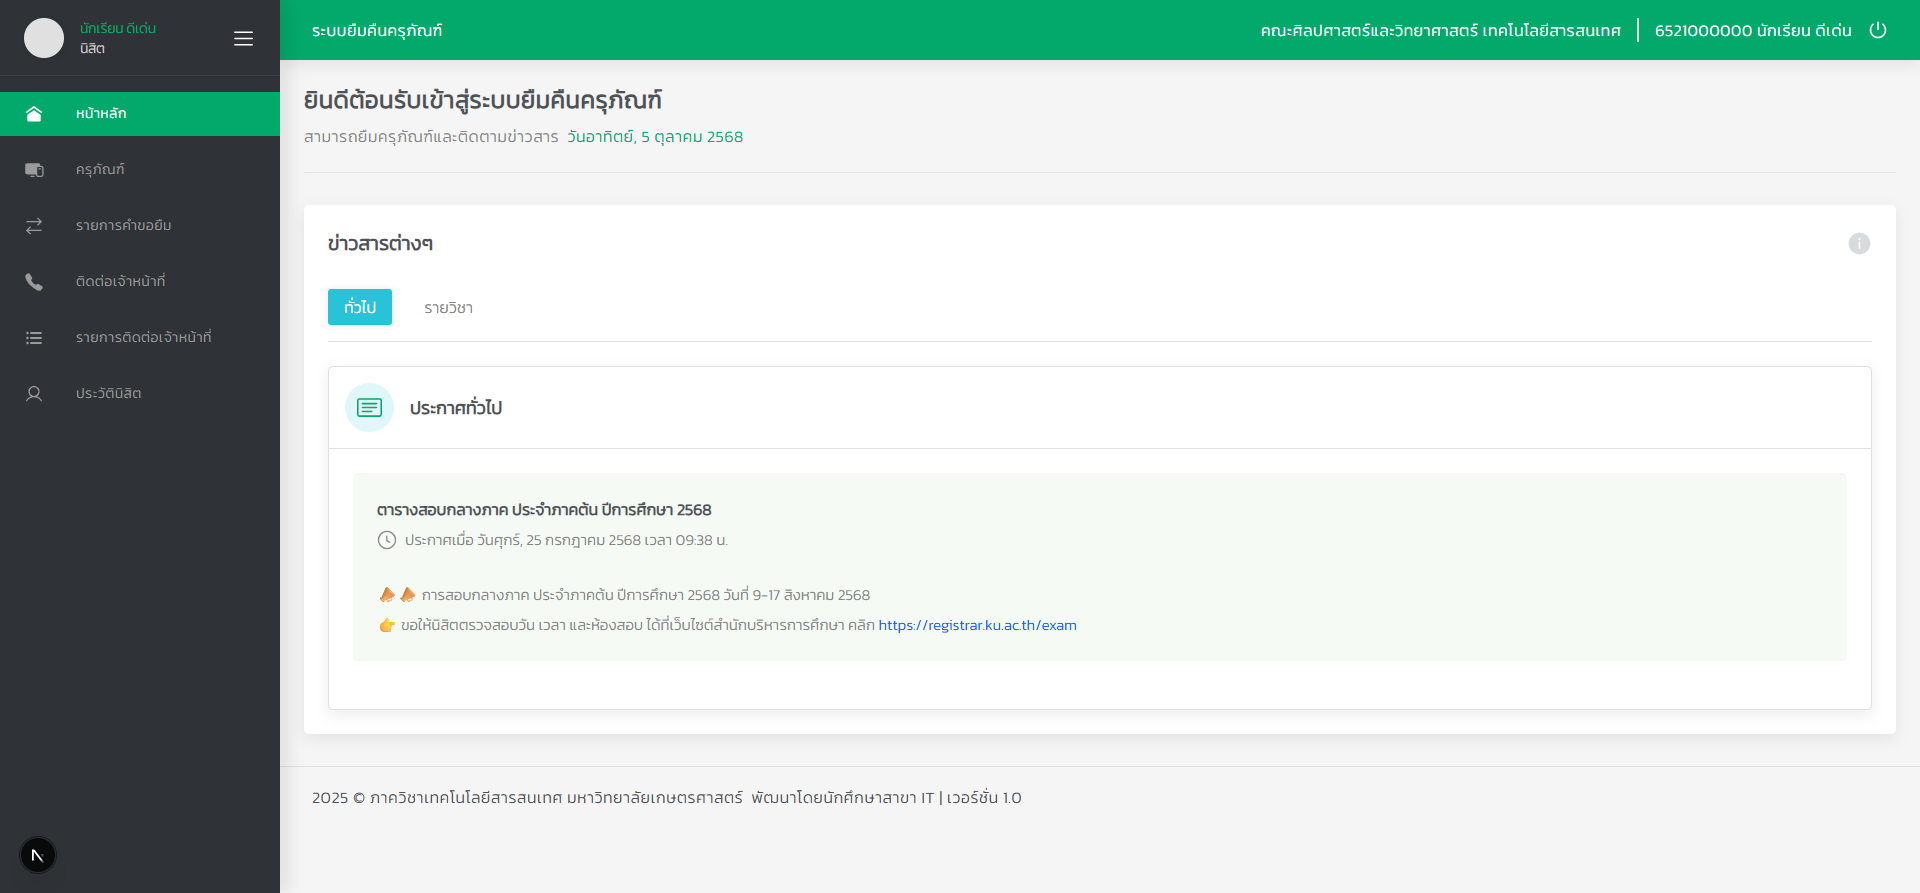 นักเรียน ดีเด่น
นิสิต
ระบบยืมคืนครุภัณฑ์
คณะศิลปศาสตร์และวิทยาศาสตร์ เทคโนโลยีสารสนเทศ
6521000000 นักเรียน ดีเด่น
หน้าหลัก
ครุภัณฑ์
รายการคำขอยืม
ติดต่อเจ้าหน้าที่
รายการติดต่อเจ้าหน้าที่
ประวัตินิสิต
ยินดีต้อนรับเข้าสู่ระบบยืมคืนครุภัณฑ์
สามารถยืมครุภัณฑ์และติดตามข่าวสาร วันอาทิตย์, 5 ตุลาคม 2568
ข่าวสารต่างๆ
ทั่วไป
รายวิชา
ประกาศทั่วไป
ตารางสอบกลางภาค ประจำภาคต้น ปีการศึกษา 2568
ประกาศเมื่อ วันศุกร์, 25 กรกฎาคม 2568 เวลา 09:38 น.
📣📣 การสอบกลางภาค ประจำภาคต้น ปีการศึกษา 2568 วันที่ 9-17 สิงหาคม 2568
👉 ขอให้นิสิตตรวจสอบวัน เวลา และห้องสอบ ได้ที่เว็บไซต์สำนักบริหารการศึกษา คลิก https://registrar.ku.ac.th/exam
2025 © ภาควิชาเทคโนโลยีสารสนเทศ มหาวิทยาลัยเกษตรศาสตร์ พัฒนาโดยนักศึกษาสาขา IT | เวอร์ชั่น 1.0